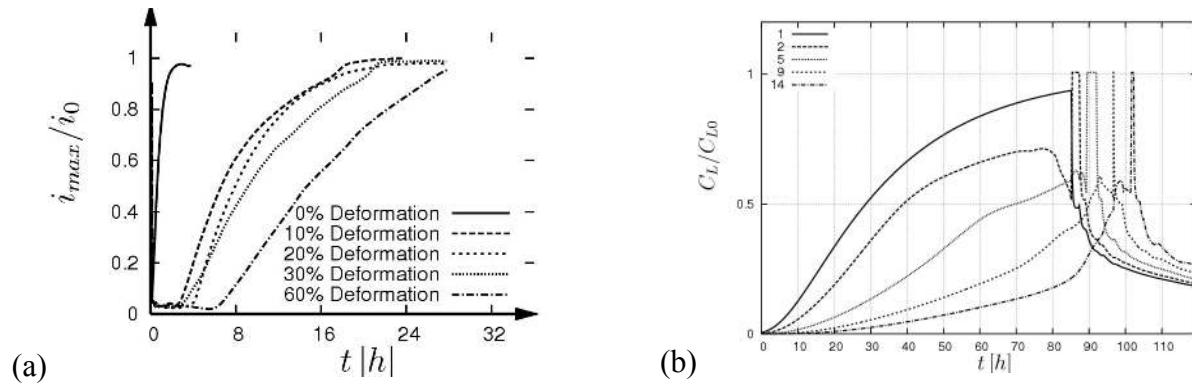 1
0.8
0.6
0.4
0.2
0
i_max/i_0
0% Deformation
10% Deformation
20% Deformation
30% Deformation
60% Deformation
0 8 16 24 32
t |h|
(a)
1
2
5
9
14
1
0.5
0
C_L/C_{L0}
0 10 20 30 40 50 60 70 80 90 100 110
t [h]
(b)